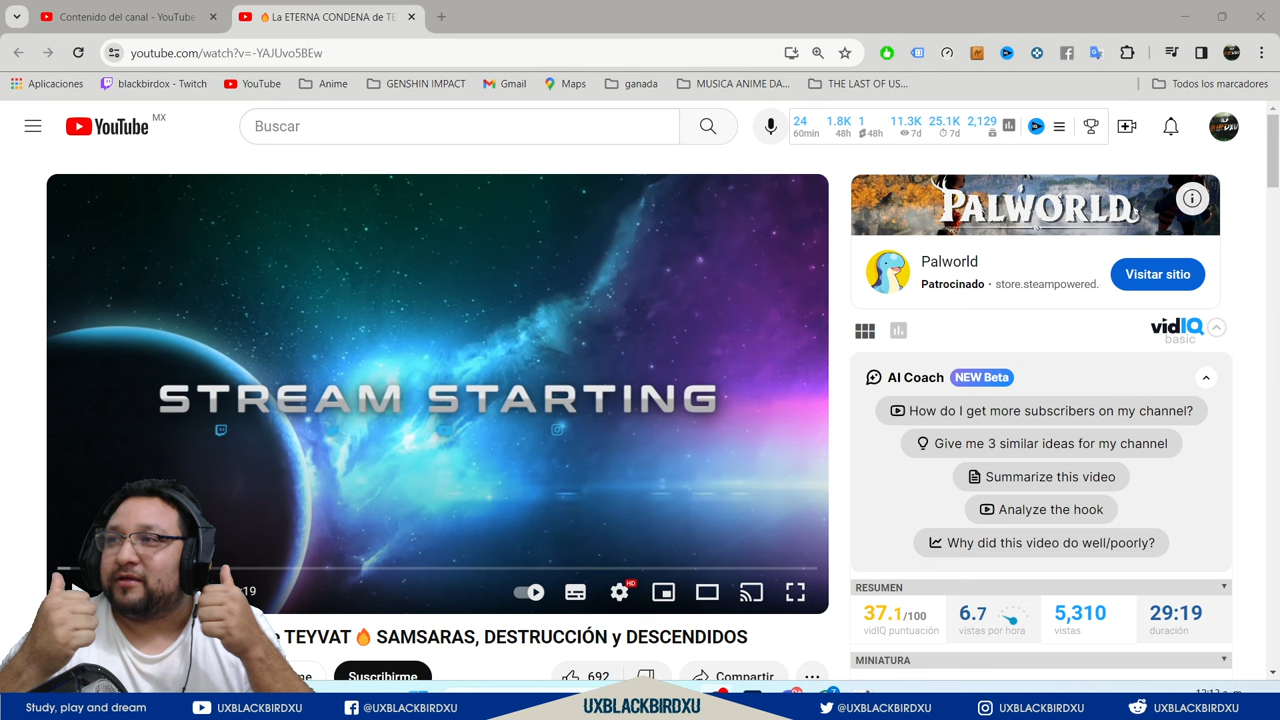 Contenido del canal - YouTube
🔥 La ETERNA CONDENA de TE
youtube.com/watch?v=-YAJUvo5BEw
Aplicaciones
blackbirdox - Twitch
YouTube
Anime
GENSHIN IMPACT
Gmail
Maps
ganada
MUSICA ANIME DA...
THE LAST OF US...
Todos los marcadores
YouTube MX
Buscar
24 1.8K 1 11.3K 25.1K 2,129
60min 48h 48h 7d 7d
PALWORLD
Palworld
Patrocinado · store.steampowered.
Visitar sitio
vidIQ
basic
AI Coach NEW Beta
How do I get more subscribers on my channel?
Give me 3 similar ideas for my channel
Summarize this video
Analyze the hook
Why did this video do well/poorly?
RESUMEN
37.1/100 6.7 5,310 29:19
vidIQ puntuación vistas por hora vistas duración
MINIATURA
STREAM STARTING
:19
HD
TEYVAT 🔥 SAMSARAS, DESTRUCCIÓN y DESCENDIDOS
Suscribirme
692
Compartir
Study, play and dream
UXBLACKBIRDXU
@UXBLACKBIRDXU
UXBLACKBIRDXU
@UXBLACKBIRDXU
UXBLACKBIRDXU
@UXBLACKBIRDXU